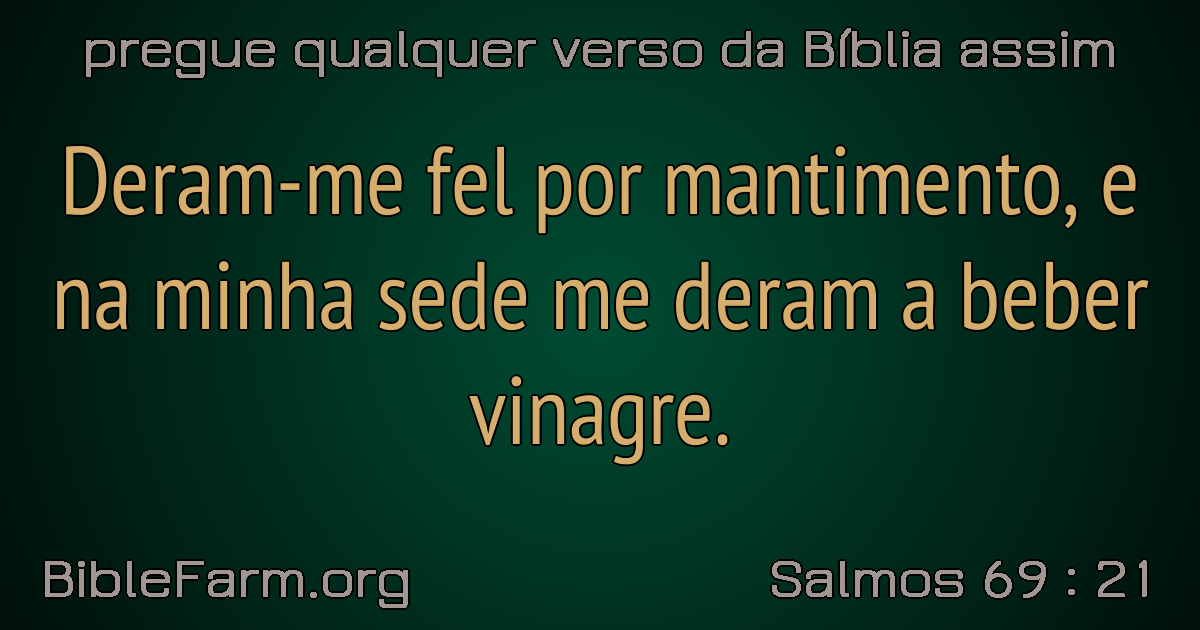 pregue qualquer verso da Bíblia assim
Deram-me fel por mantimento, e
na minha sede me deram a beber
vinagre.
BibleFarm.org
Salmos 69 : 21